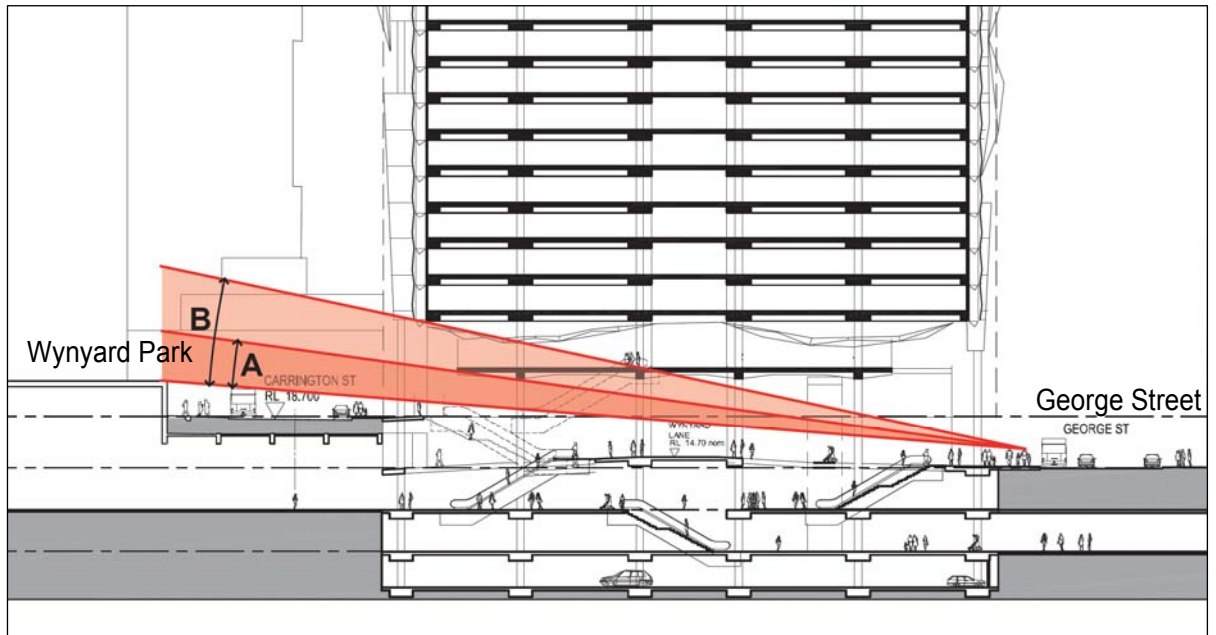 B
Wynyard Park
A
CARRINGTON ST
RL 18.700
George Street
GEORGE ST
WYNYARD
LANE
RL 14.70 nom